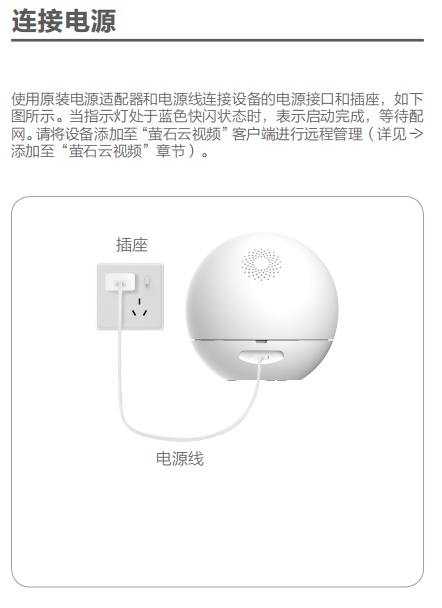 连接电源
使用原装电源适配器和电源线连接设备的电源接口和插座，如下
图所示。当指示灯处于蓝色快闪状态时，表示启动完成，等待配
网。请将设备添加至“萤石云视频”客户端进行远程管理（详见->
添加至“萤石云视频”章节）。
插座
电源线